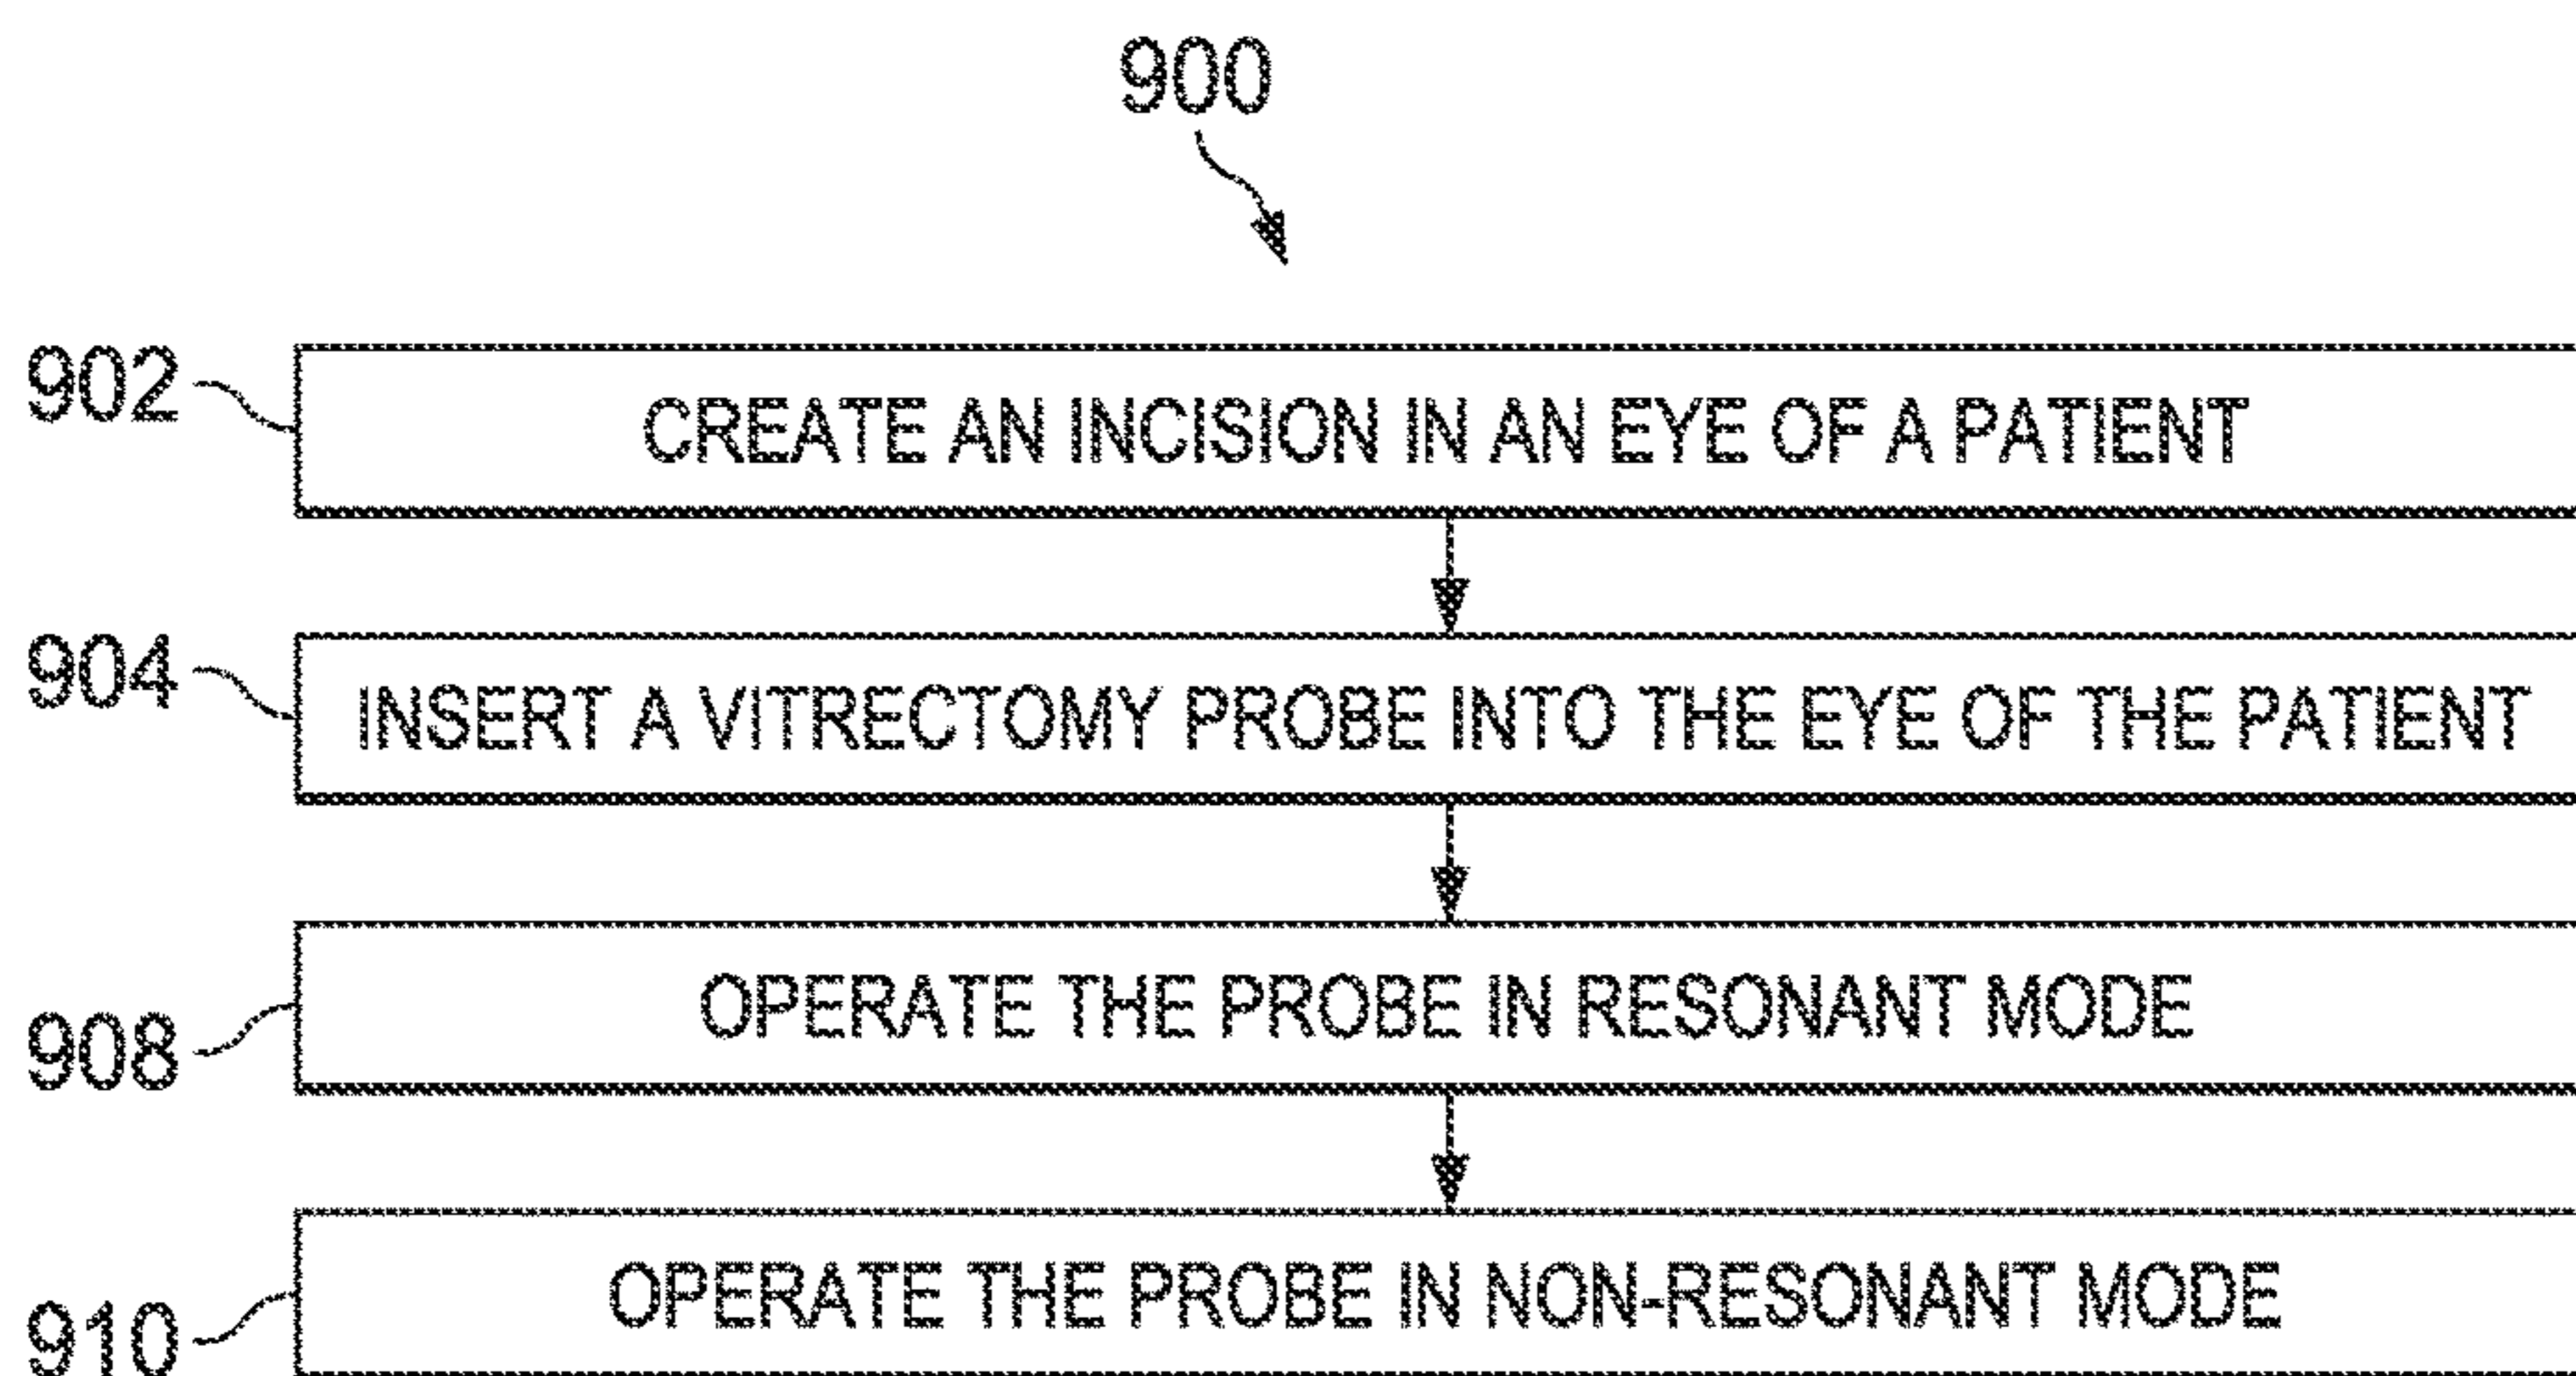 900
902
CREATE AN INCISION IN AN EYE OF A PATIENT
904
INSERT A VITRECTOMY PROBE INTO THE EYE OF THE PATIENT
908
OPERATE THE PROBE IN RESONANT MODE
910
OPERATE THE PROBE IN NON-RESONANT MODE